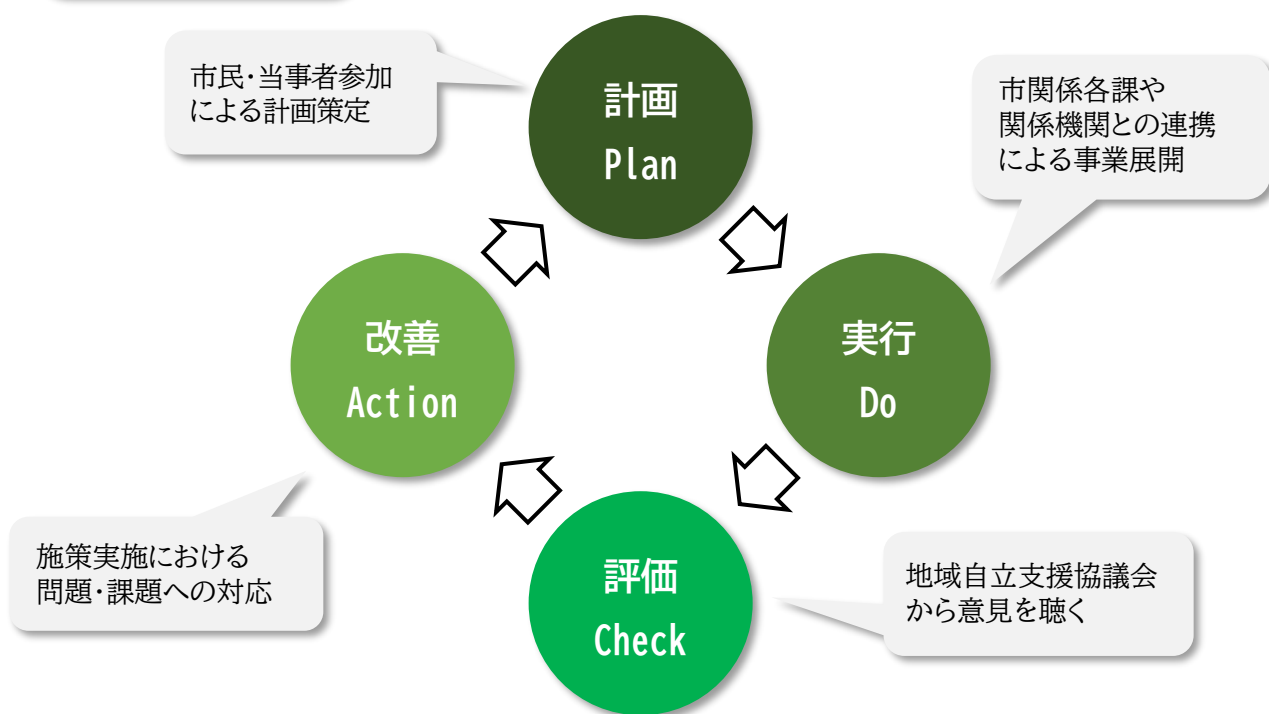 市民・当事者参加
による計画策定
計画
Plan
市関係各課や
関係機関との連携
による事業展開
改善
Action
実行
Do
施策実施における
問題・課題への対応
評価
Check
地域自立支援協議会
から意見を聴く